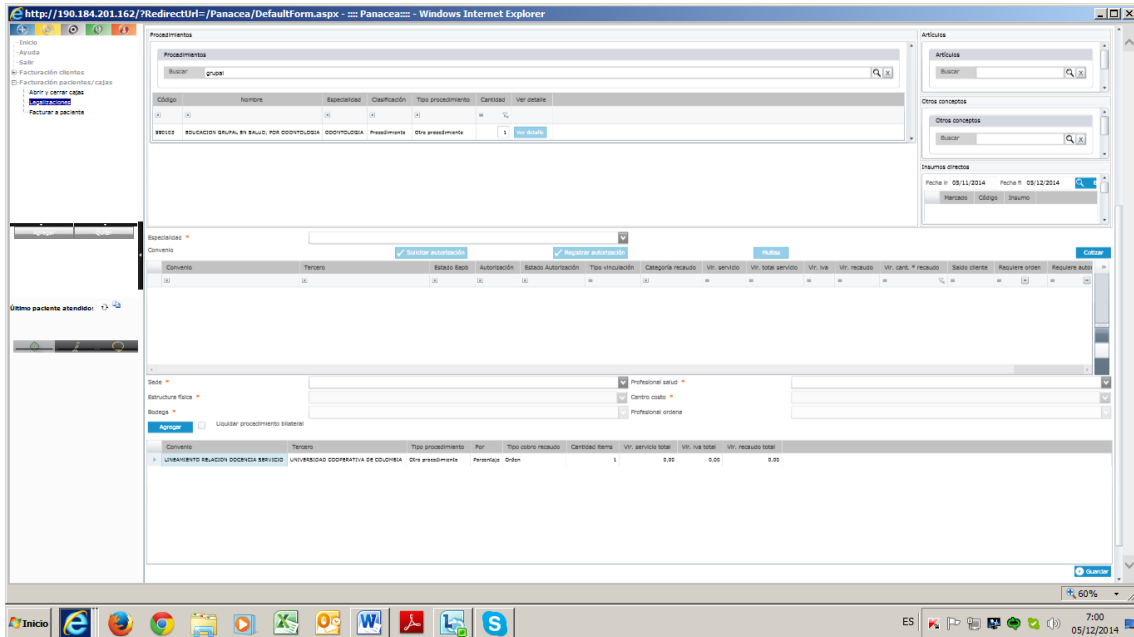 http://190.184.201.162/?RedirectUrl=/Panacea/DefaultForm.aspx - :::: Panacea:::: - Windows Internet Explorer
Inicio
Ayuda
Salir
Facturación clientes
Facturación pacientes/cajas
Abrir y cerrar cajas
Legalizaciones
Facturar a paciente
Último paciente atendido:
Procedimientos
Procedimientos
Buscar grupal
Código Nombre Especialidad Clasificación Tipo procedimiento Cantidad Ver detalle
EDUCACION GRUPAL EN SALUD, POR ODONTOLOGIA ODONTOLOGIA Procedimiento Otro procedimiento 1 Ver detalle
Artículos
Artículos
Buscar
Otros conceptos
Otros conceptos
Buscar
Insumos directos
Fecha ir 05/11/2014 Fecha fi 05/12/2014
Marcado Código Insumo
Especialidad *
Convenio Solicitar autorización Registrar autorización Multas Cotizar
Convenio Tercero Estado Eapb Autorización Estado Autorización Tipo vinculación Categoría recaudo Vlr. servicio Vlr. total servicio Vlr. iva Vlr. recaudo Vlr. cant. * recaudo Saldo cliente Requiere orden Requiere autor
Sede * Profesional salud *
Estructura física * Centro costo *
Bodega * Profesional ordena
Agregar Liquidar procedimiento bilateral
Convenio Tercero Tipo procedimiento Por Tipo cobro recaudo Cantidad items Vlr. servicio total Vlr. iva total Vlr. recaudo total
LINEAMIENTO RELACION DOCENCIA SERVICIO UNIVERSIDAD COOPERATIVA DE COLOMBIA Otro procedimiento Porcentaje Orden 1 0,00 0,00 0,00
Guardar
60%
Inicio
ES
7:00
05/12/2014